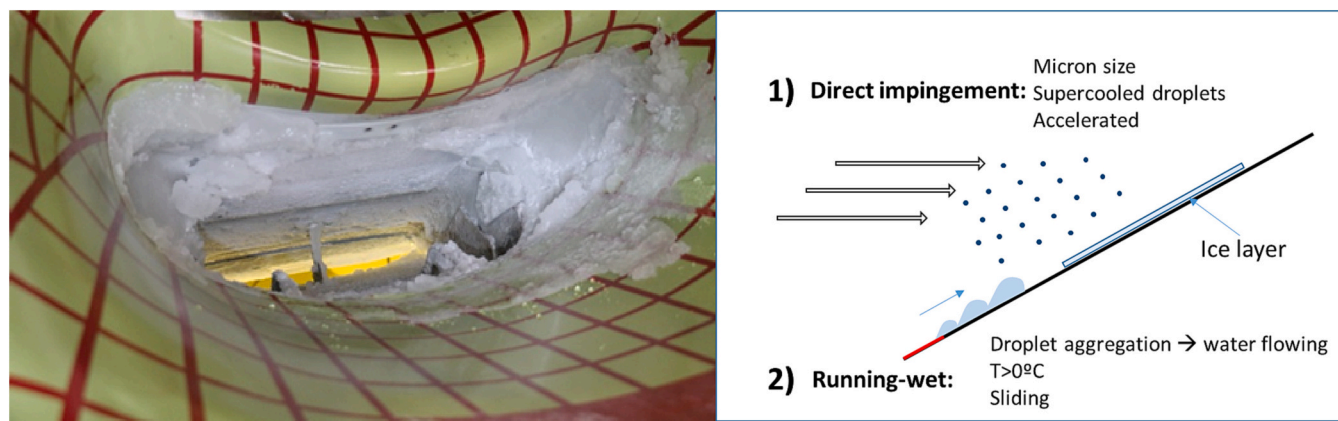 1) Direct impingement: Micron size
Supercooled droplets
Accelerated
Ice layer
Droplet aggregation → water flowing
2) Running-wet: T>0ºC
Sliding